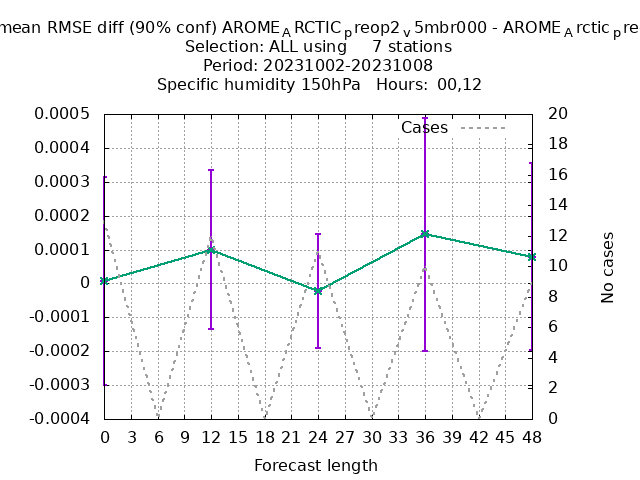 mean RMSE diff (90% conf) AROME_ARCTIC_preop2_v5mbr000 - AROME_Arctic_pre
Selection: ALL using 7 stations
Period: 20231002-20231008
Specific humidity 150hPa Hours: 00,12
Cases
0.0005
0.0004
0.0003
0.0002
0.0001
0
-0.0001
-0.0002
-0.0003
-0.0004
20
18
16
14
12
10
8
6
4
2
0
No cases
0 3 6 9 12 15 18 21 24 27 30 33 36 39 42 45 48
Forecast length